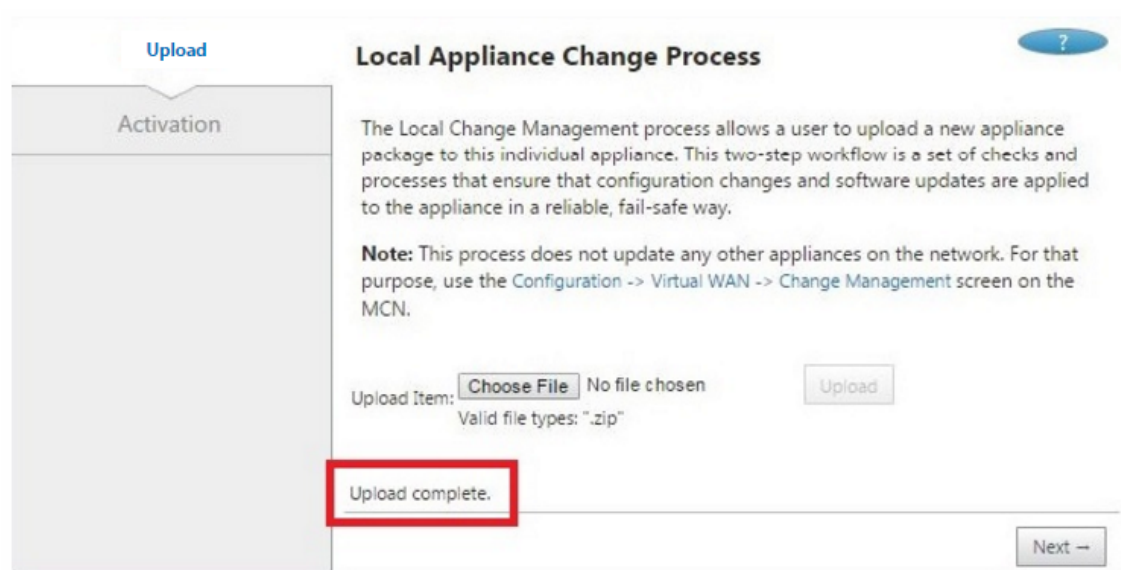 Upload
Activation
Local Appliance Change Process
?
The Local Change Management process allows a user to upload a new appliance
package to this individual appliance. This two-step workflow is a set of checks and
processes that ensure that configuration changes and software updates are applied
to the appliance in a reliable, fail-safe way.
Note: This process does not update any other appliances on the network. For that
purpose, use the Configuration -> Virtual WAN -> Change Management screen on the
MCN.
Upload Item: Choose File No file chosen Upload
Valid file types: ".zip"
Upload complete.
Next →